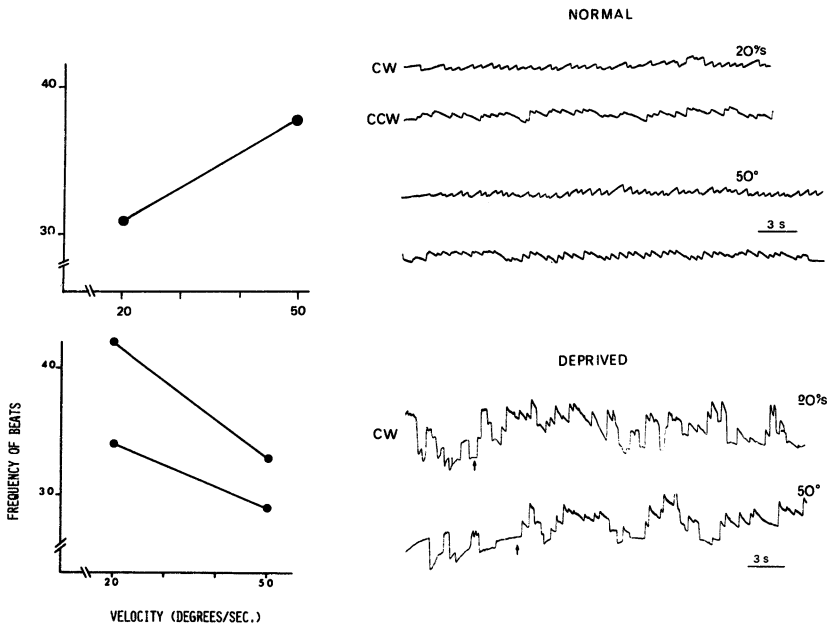 NORMAL
20°/s
CW
CCW
50°
3 s
40
30
20 50
DEPRIVED
20°/s
CW
50°
3 s
40
30
20 50
FREQUENCY OF BEATS
VELOCITY (DEGREES/SEC.)